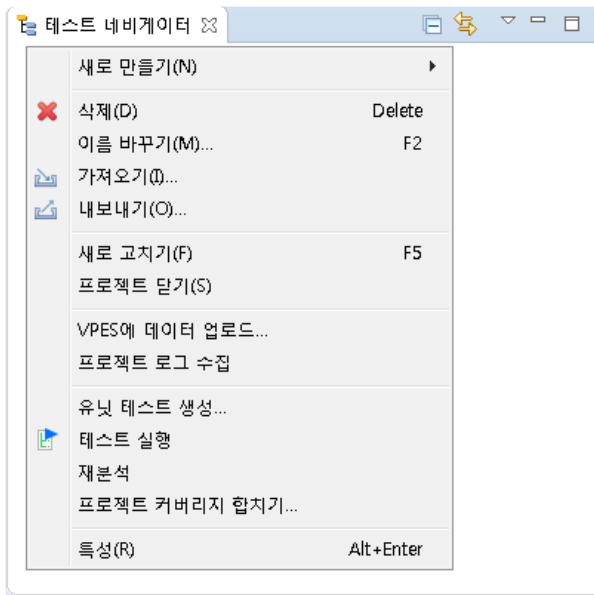 테스트 네비게이터
새로 만들기(N)
삭제(D) Delete
이름 바꾸기(M)... F2
가져오기(I)...
내보내기(O)...
새로 고치기(F) F5
프로젝트 닫기(S)
VPES에 데이터 업로드...
프로젝트 로그 수집
유닛 테스트 생성...
테스트 실행
재분석
프로젝트 커버리지 합치기...
특성(R) Alt+Enter